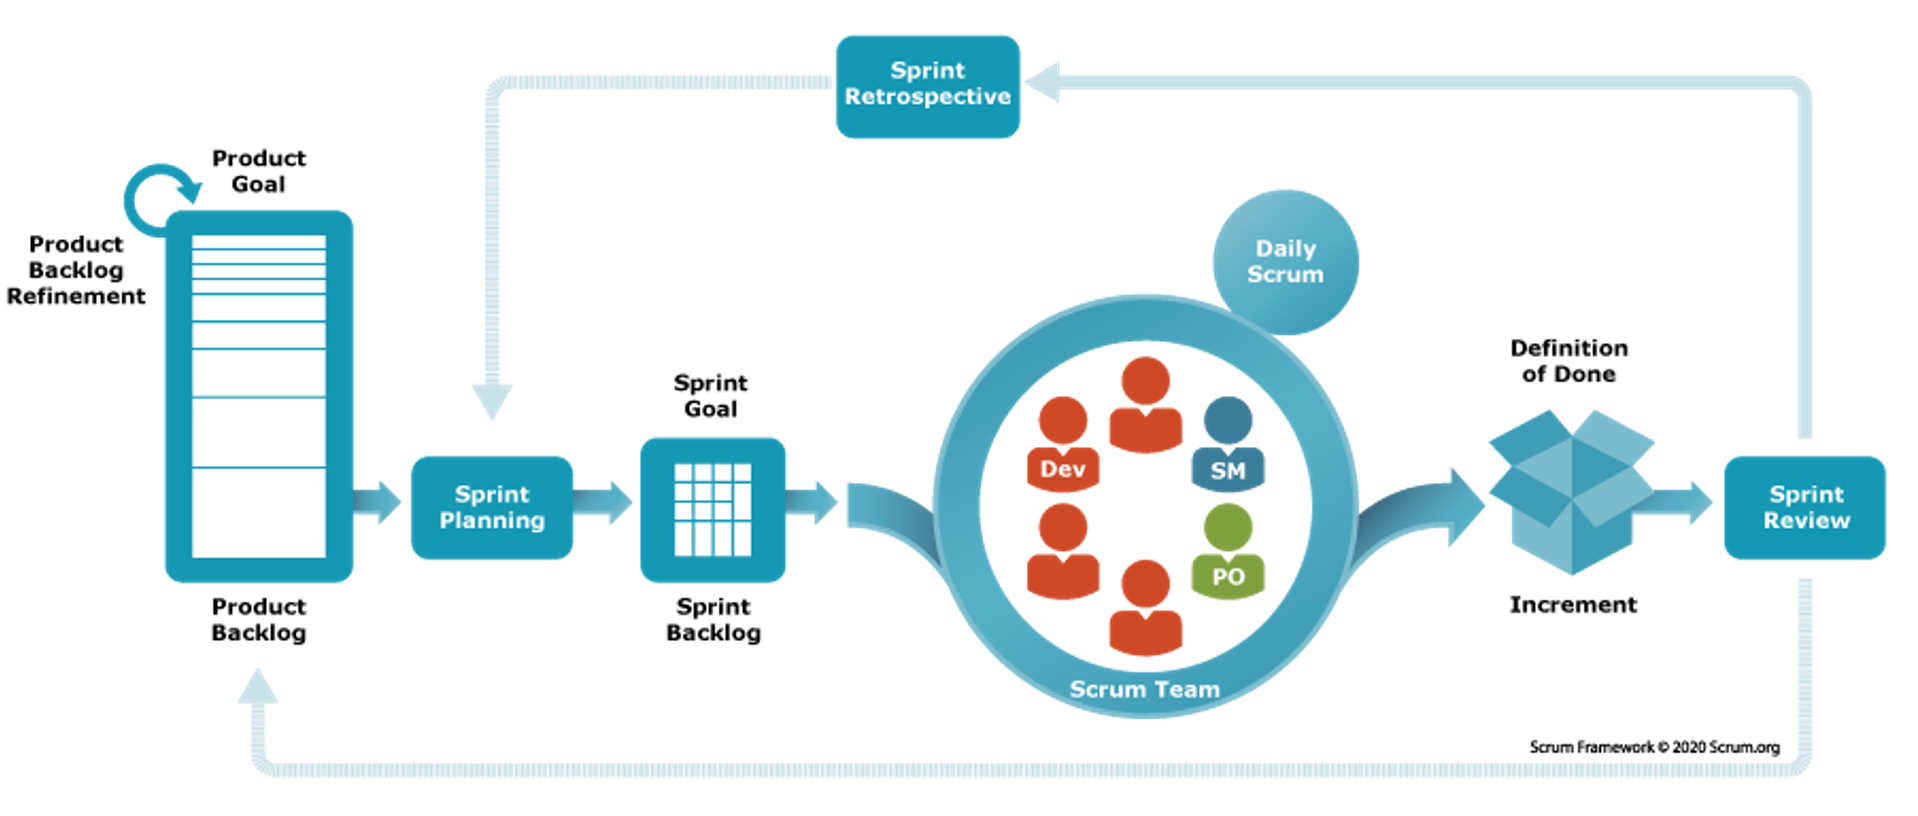 Sprint
Retrospective
Product
Goal
Product
Backlog
Refinement
Daily
Scrum
Definition
of Done
Sprint
Goal
Sprint
Planning
Dev
SM
PO
Sprint
Review
Product
Backlog
Sprint
Backlog
Increment
Scrum Team
Scrum Framework © 2020 Scrum.org